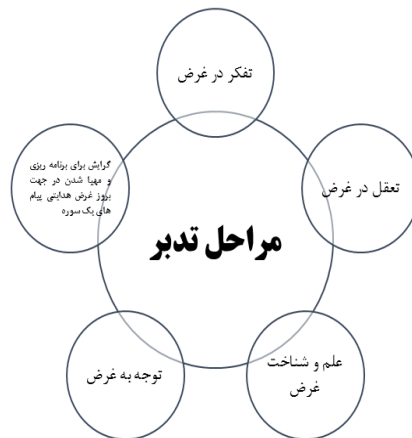 تفکر در غرض
تعقل در غرض
علم و شناخت
غرض
توجه به غرض
گرایش برای برنامه ریزی
و مهیا شدن در جهت
بروز غرض هدایتی پیام
های یک سوره
مراحل تدبر